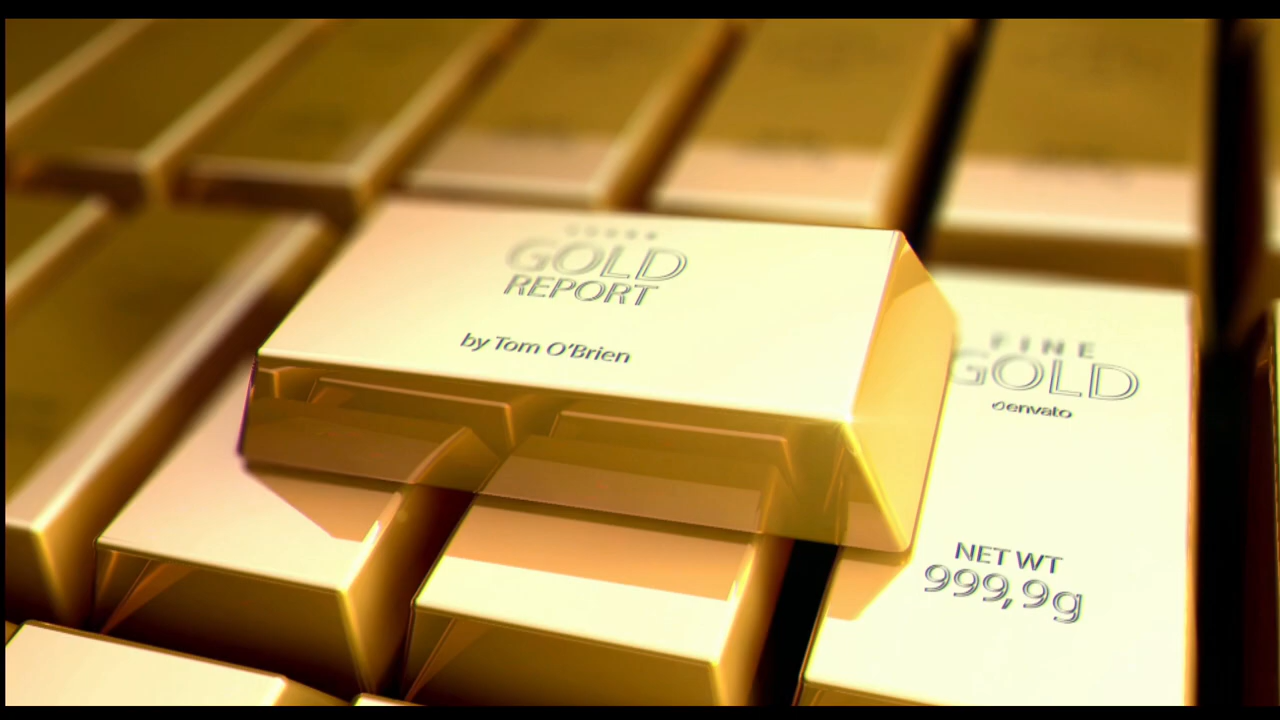 GOLD
REPORT
by Tom O'Brien
FINE
GOLD
envato
NET WT
999,9g